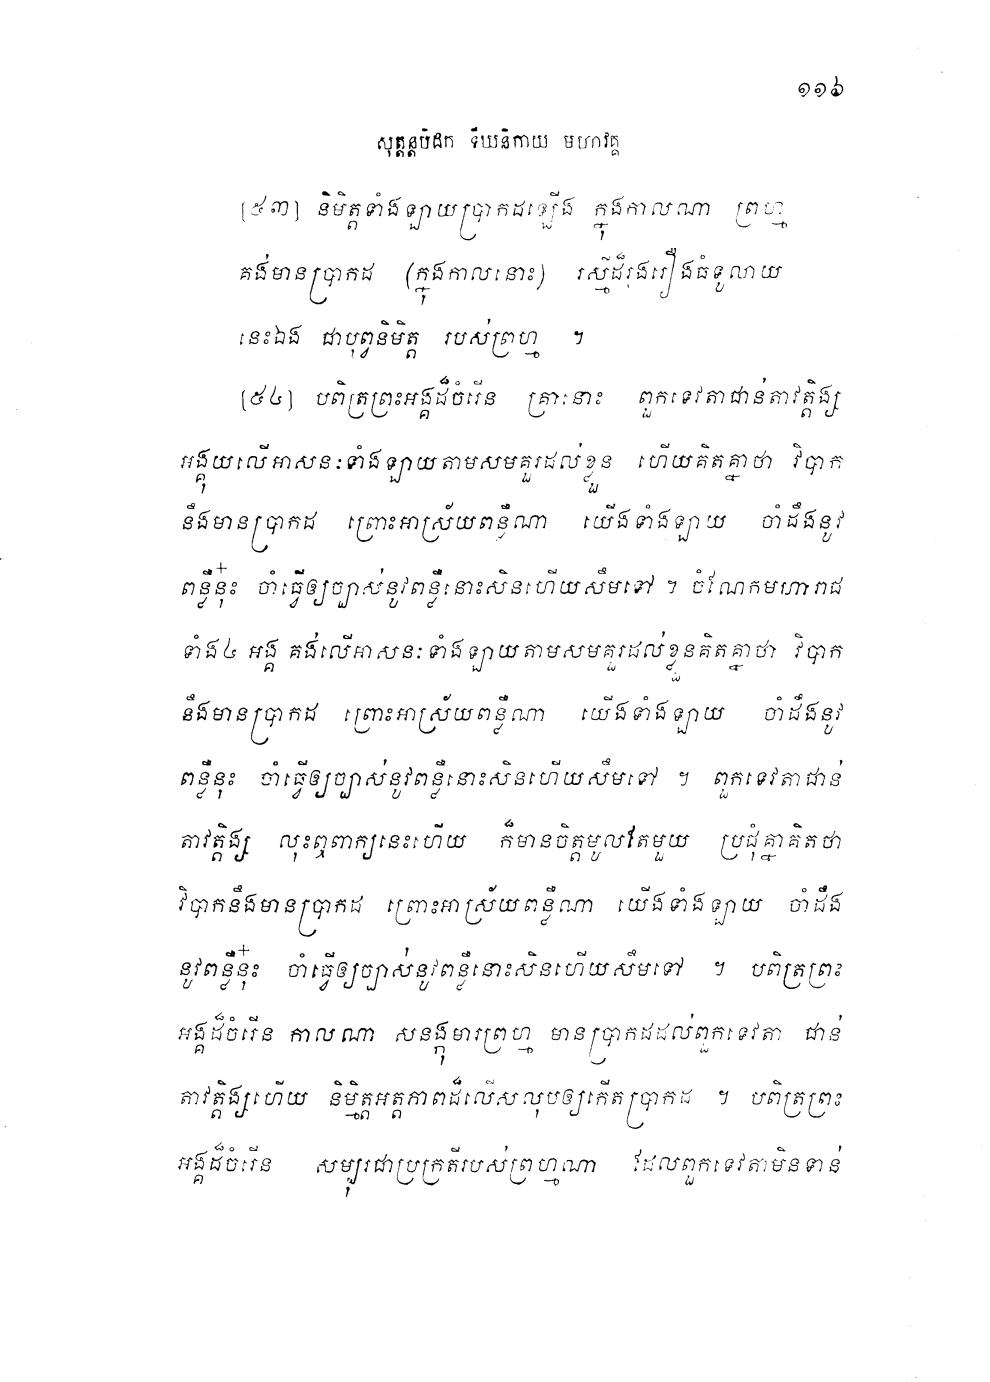 ១១៦
សុត្តន្តបិដក ទីឃនិកាយ មហាវគ្គ
[៥៣] និមិត្តទាំងឡាយប្រាកដឡើង ក្នុងកាលណា ព្រហ្ម
គង់មានប្រាកដ (ក្នុងកាលនោះ) រស្មីដ៏រុងរឿងធំទូលាយ
នេះឯង ជាបុព្វនិមិត្ត របស់ព្រហ្ម ។
[៥៤] បពិត្រព្រះអង្គដ៏ចំរើន គ្រានោះ ពួកទេវតាជាន់តាវត្តិង្ស
អង្គុយលើអាសនៈទាំងឡាយតាមសមគួរដល់ខ្លួន ហើយគិតគ្នាថា វិបាក
នឹងមានប្រាកដ ព្រោះអាស្រ័យពន្លឺណា យើងទាំងឡាយ ចាំដឹងនូវ
ពន្លឺនុ៎ះ ចាំធ្វើឲ្យច្បាស់នូវពន្លឺនោះសិនហើយសឹមទៅ ។ ចំណែកមហារាជ
ទាំង៤ អង្គ គង់លើអាសនៈទាំងឡាយតាមសមគួរដល់ខ្លួនគិតគ្នាថា វិបាក
នឹងមានប្រាកដ ព្រោះអាស្រ័យពន្លឺណា យើងទាំងឡាយ ចាំដឹងនូវ
ពន្លឺនុះ ចាំធ្វើឲ្យច្បាស់នូវពន្លឺនោះសិនហើយសឹមទៅ ។ ពួកទេវតាជាន់
តាវត្តិង្ស លុះឮពាក្យនេះហើយ ក៏មានចិត្តមូលតែមួយ ប្រជុំគ្នាគិតថា
វិបាកនឹងមានប្រាកដ ព្រោះអាស្រ័យពន្លឺណា យើងទាំងឡាយ ចាំដឹង
នូវពន្លឺនុ៎ះ ចាំធ្វើឲ្យច្បាស់នូវពន្លឺនោះសិនហើយសឹមទៅ ។ បពិត្រព្រះ
អង្គដ៏ចំរើន កាលណា សនង្កុមារព្រហ្ម មានប្រាកដដល់ពួកទេវតា ជាន់
តាវត្តិង្សហើយ និម្មិត្តអត្តភាពដ៏លើសលុបឲ្យកើតប្រាកដ ។ បពិត្រព្រះ
អង្គដ៏ចំរើន សម្បុរជាប្រក្រតីរបស់ព្រហ្មណា ដែលពួកទេវតាមិនទាន់